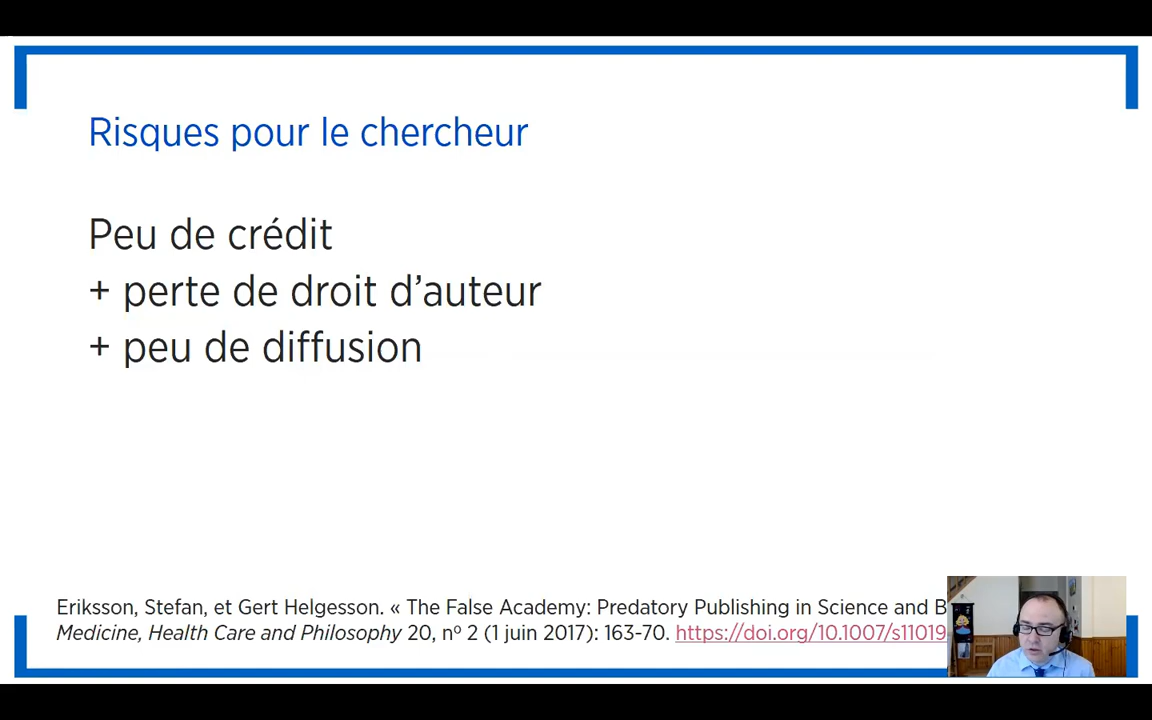 Risques pour le chercheur
Peu de crédit
+ perte de droit d’auteur
+ peu de diffusion
Eriksson, Stefan, et Gert Helgesson. « The False Academy: Predatory Publishing in Science and B
Medicine, Health Care and Philosophy 20, nº 2 (1 juin 2017): 163-70. https://doi.org/10.1007/s11019